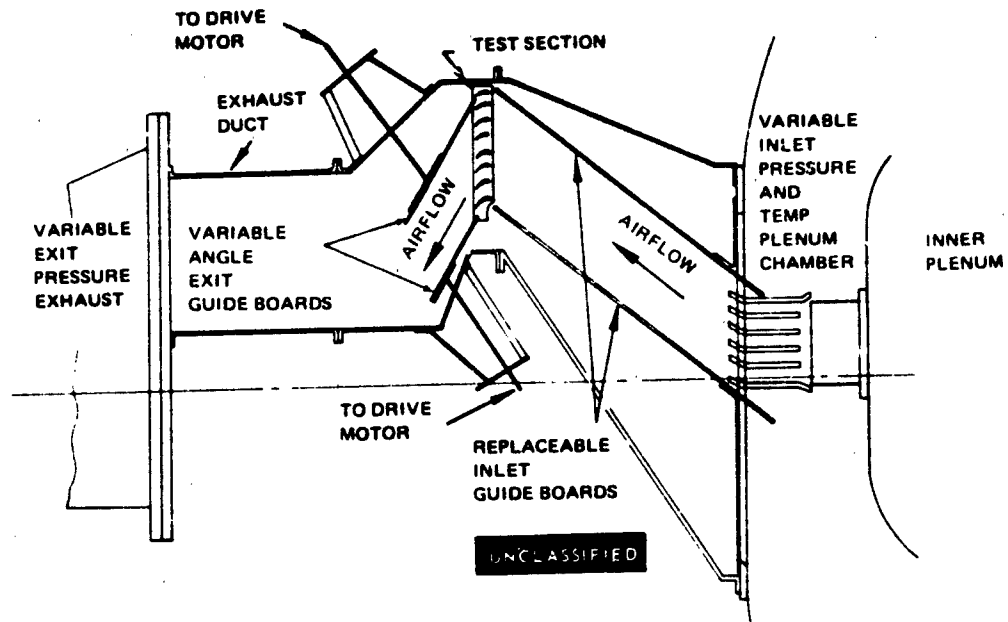 TO DRIVE
MOTOR
TEST SECTION
EXHAUST
DUCT
VARIABLE
INLET
PRESSURE
AND
TEMP
PLENUM
CHAMBER
INNER
PLENUM
VARIABLE
EXIT
PRESSURE
EXHAUST
VARIABLE
ANGLE
EXIT
GUIDE BOARDS
AIRFLOW
AIRFLOW
TO DRIVE
MOTOR
REPLACEABLE
INLET
GUIDE BOARDS
UNCLASSIFIED